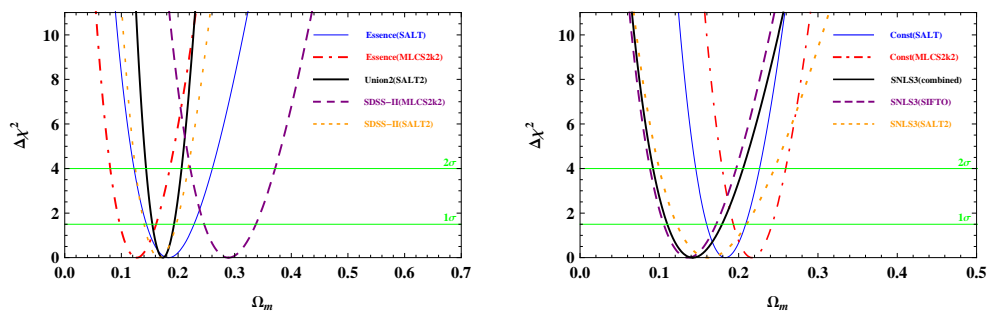 10
8
6
4
2
0
Δχ²
Essence(SALT)
Essence(MLCS2k2)
Union2(SALT2)
SDSS-II(MLCS2k2)
SDSS-II(SALT2)
2σ
1σ
0.0 0.1 0.2 0.3 0.4 0.5 0.6 0.7
Ωm
10
8
6
4
2
0
Δχ²
Const(SALT)
Const(MLCS2k2)
SNLS3(combined)
SNLS3(SIFTO)
SNLS3(SALT2)
2σ
1σ
0.0 0.1 0.2 0.3 0.4 0.5
Ωm